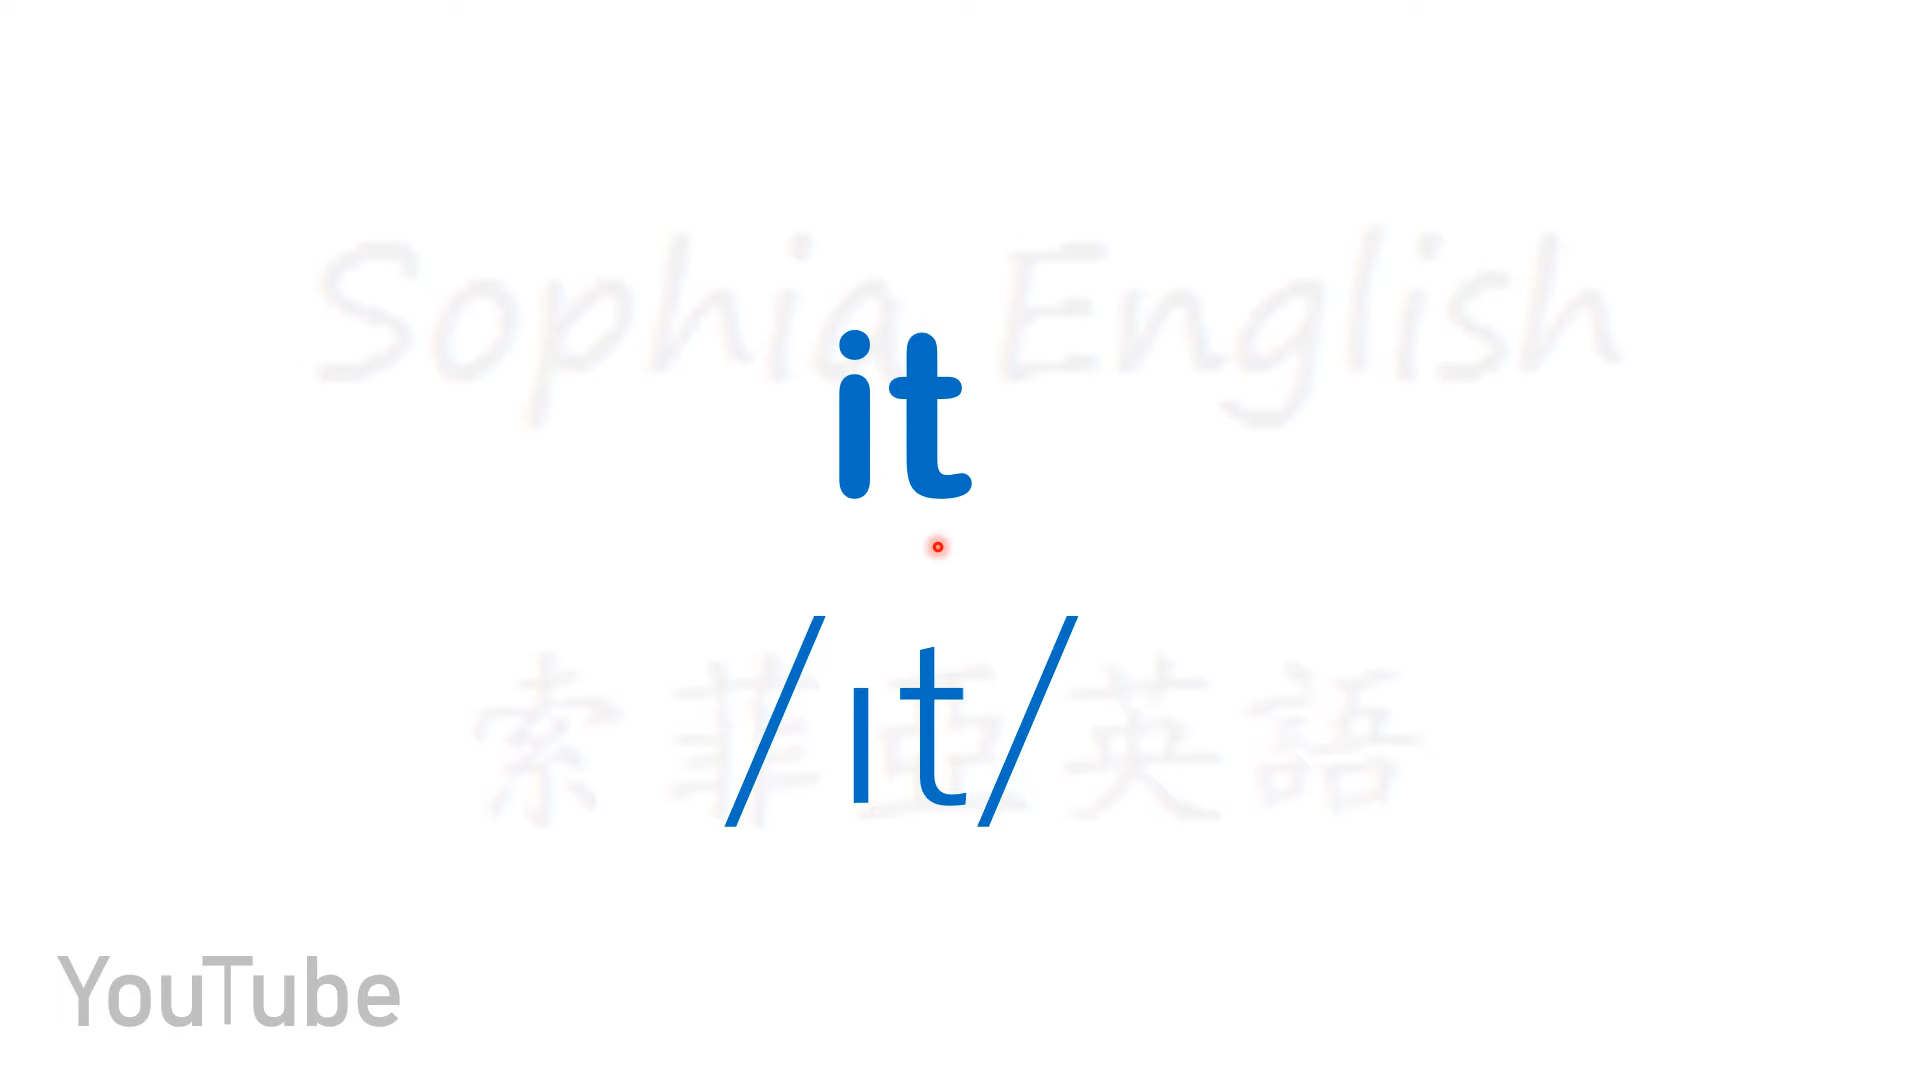 Sophia English
it
/ɪt/
索菲亞英語
YouTube